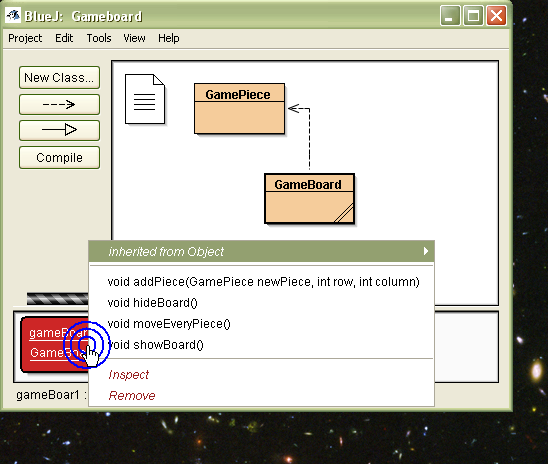 BlueJ: Gameboard
Project Edit Tools View Help
New Class...
Compile
GamePiece
GameBoard
inherited from Object
void addPiece(GamePiece newPiece, int row, int column)
void hideBoard()
void moveEveryPiece()
void showBoard()
Inspect
Remove
gameBoar
GameBoa
gameBoar1 :